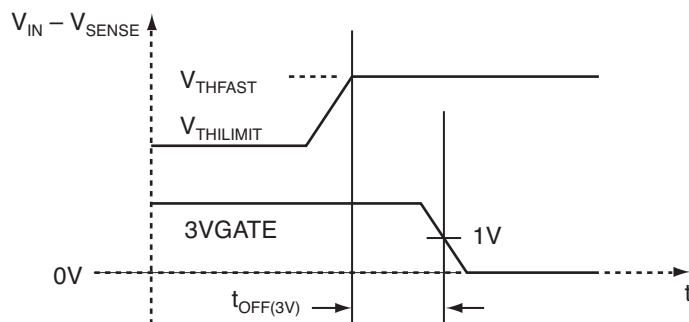 V_IN – V_SENSE
V_THFAST
V_THILIMIT
3VGATE
1V
0V
t
t_OFF(3V)